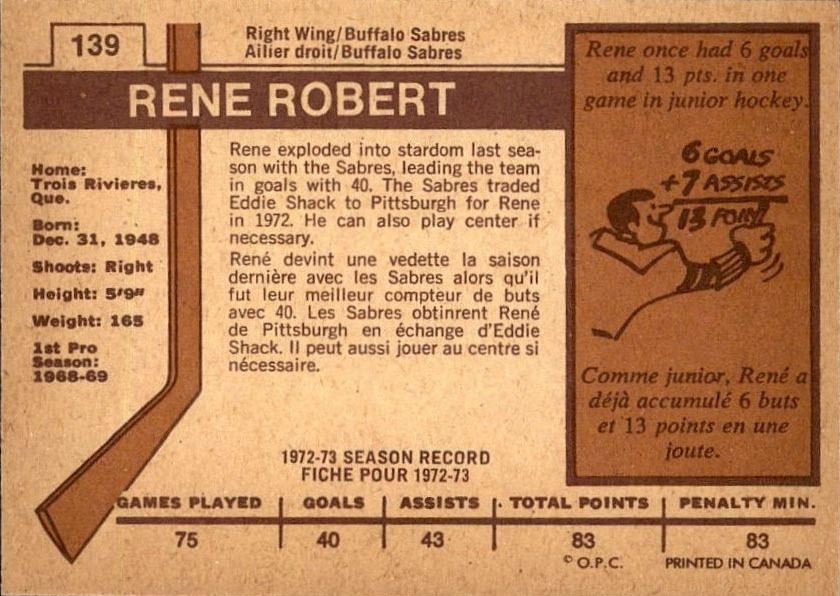 139
Right Wing/Buffalo Sabres
Ailier droit/Buffalo Sabres
RENE ROBERT
Home:
Trois Rivieres,
Que.
Born:
Dec. 31, 1948
Shoots: Right
Height: 5'9"
Weight: 165
1st Pro
Season:
1968-69
Rene exploded into stardom last sea-
son with the Sabres, leading the team
in goals with 40. The Sabres traded
Eddie Shack to Pittsburgh for Rene
in 1972. He can also play center if
necessary.
René devint une vedette la saison
dernière avec les Sabres alors qu'il
fut leur meilleur compteur de buts
avec 40. Les Sabres obtinrent René
de Pittsburgh en échange d'Eddie
Shack. Il peut aussi jouer au centre si
nécessaire.
Rene once had 6 goals
and 13 pts. in one
game in junior hockey.
6 GOALS
+7 ASSISTS
13 POINT
Comme junior, René a
déjà accumulé 6 buts
et 13 points en une
joute.
1972-73 SEASON RECORD
FICHE POUR 1972-73
GAMES PLAYED GOALS ASSISTS TOTAL POINTS PENALTY MIN.
75 40 43 83 83
© O.P.C. PRINTED IN CANADA